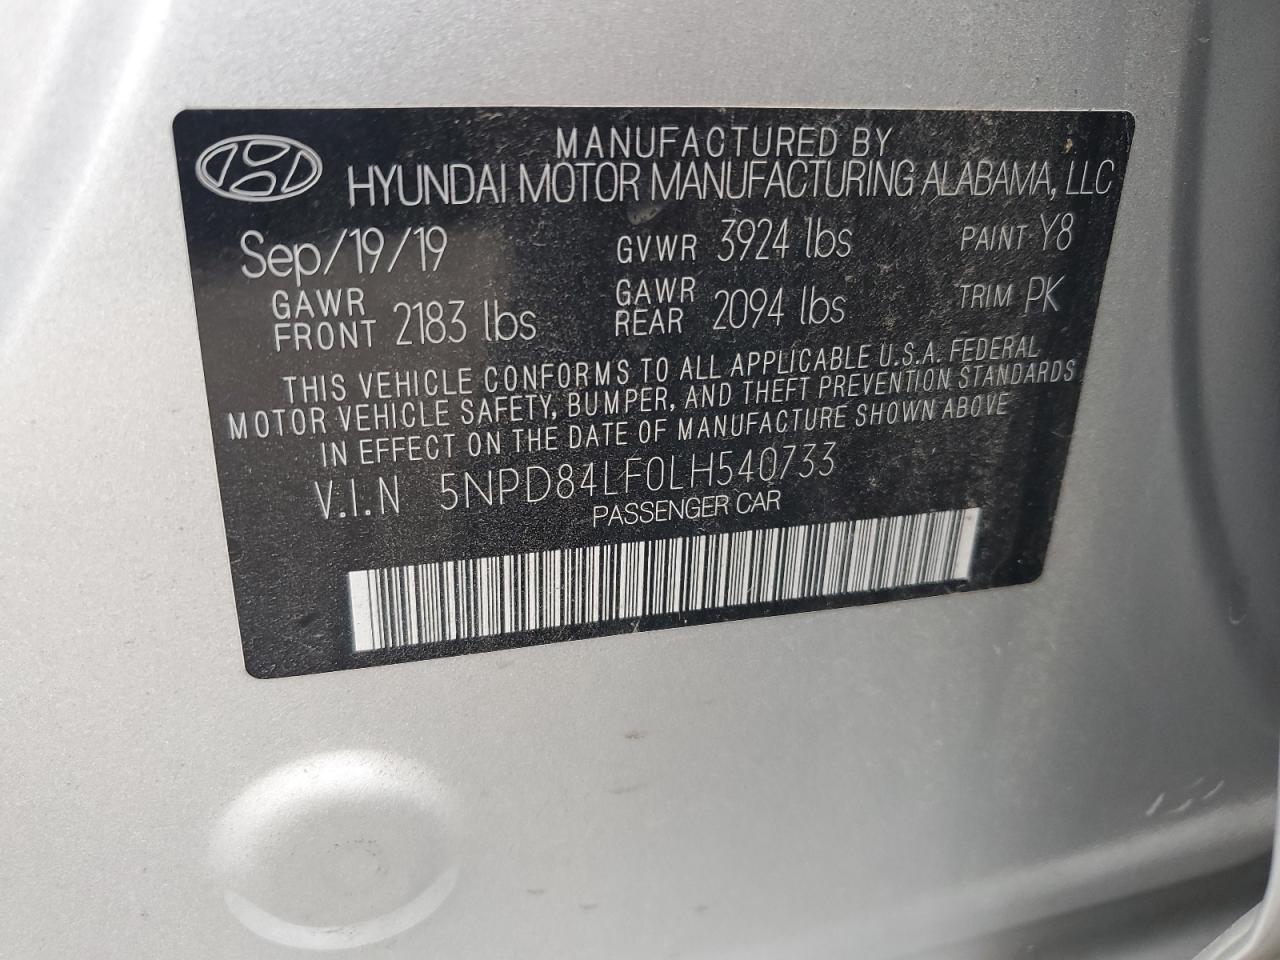 MANUFACTURED BY
HYUNDAI MOTOR MANUFACTURING ALABAMA, LLC
Sep/19/19 GVWR 3924 lbs PAINT Y8
GAWR FRONT 2183 lbs GAWR REAR 2094 lbs TRIM PK
THIS VEHICLE CONFORMS TO ALL APPLICABLE U.S.A. FEDERAL
MOTOR VEHICLE SAFETY, BUMPER, AND THEFT PREVENTION STANDARDS
IN EFFECT ON THE DATE OF MANUFACTURE SHOWN ABOVE
V.I.N 5NPD84LF0LH540733
PASSENGER CAR